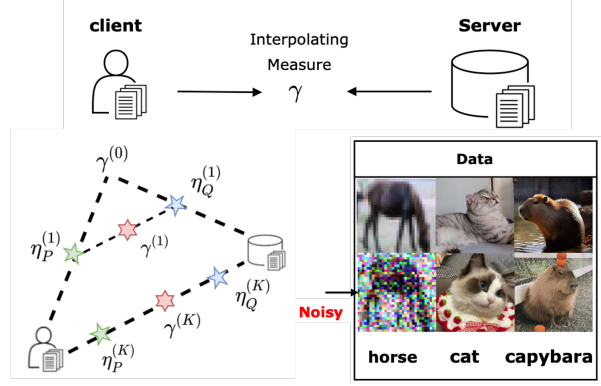 client
Server
Interpolating
Measure
γ
γ^(0)
η_Q^(1)
η_P^(1)
γ^(1)
η_Q^(K)
γ^(K)
η_P^(K)
Data
Noisy
horse cat capybara